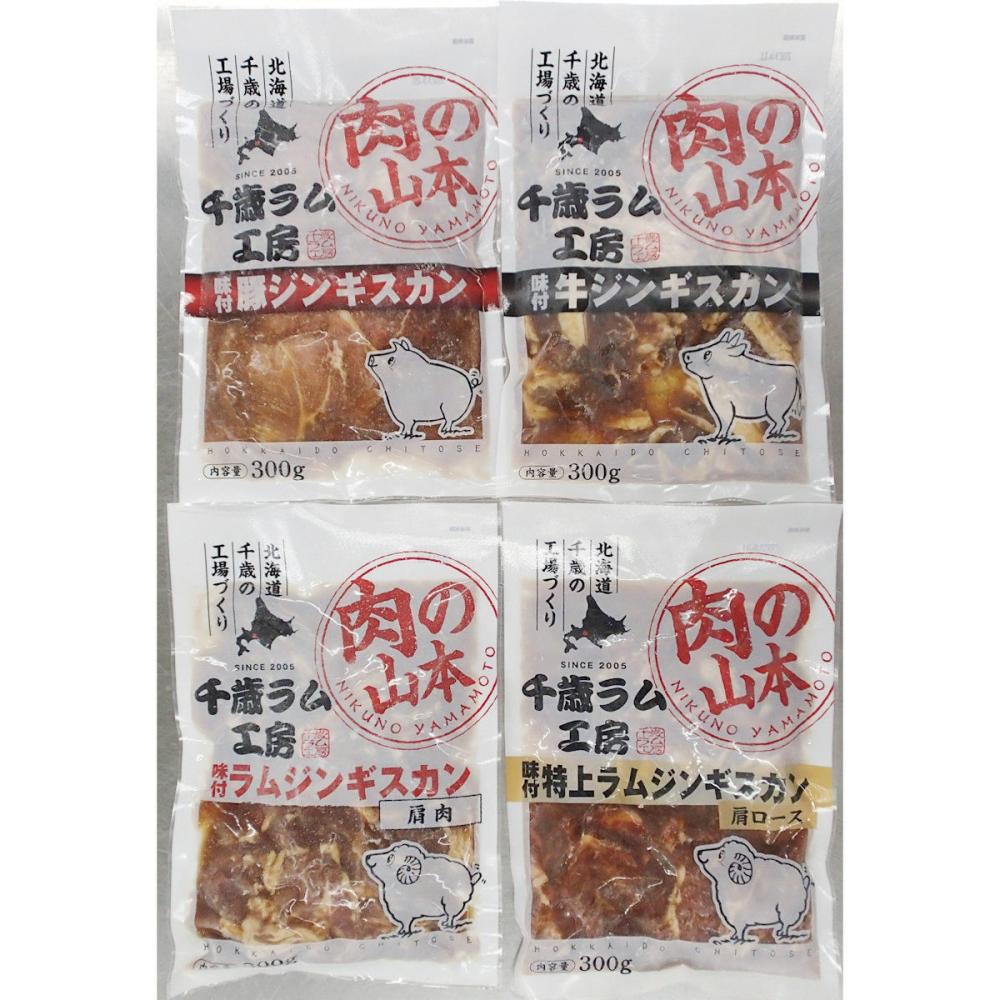 北海道
千歳の
工場づくり
SINCE 2005
千歳ラム
工房
肉の
山本
NIKUNO YAMAMOTO
味付豚ジンギスカン
HOKKAIDO CHITOSE
内容量 300g
北海道
千歳の
工場づくり
SINCE 2005
千歳ラム
工房
肉の
山本
NIKUNO YAMAMOTO
味付牛ジンギスカン
HOKKAIDO CHITOSE
内容量 300g
北海道
千歳の
工場づくり
SINCE 2005
千歳ラム
工房
肉の
山本
NIKUNO YAMAMOTO
味付ラムジンギスカン
肩肉
HOKKAIDO CHITOSE
300g
北海道
千歳の
工場づくり
SINCE 2005
千歳ラム
工房
肉の
山本
NIKUNO YAMAMOTO
味付特上ラムジンギスカン
肩ロース
HOKKAIDO CHITOSE
内容量 300g